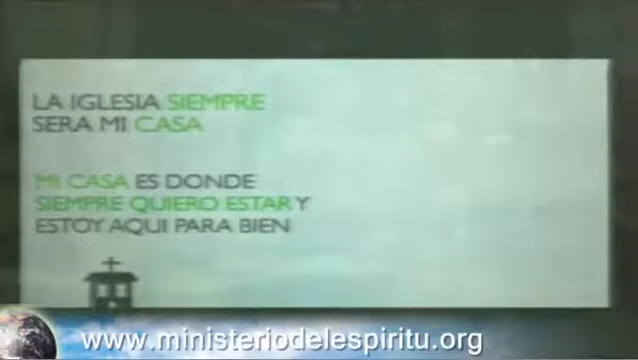 LA IGLESIA SIEMPRE
SERA MI CASA
MI CASA ES DONDE
SIEMPRE QUIERO ESTAR Y
ESTOY AQUI PARA BIEN
www.ministeriodelespiritu.org